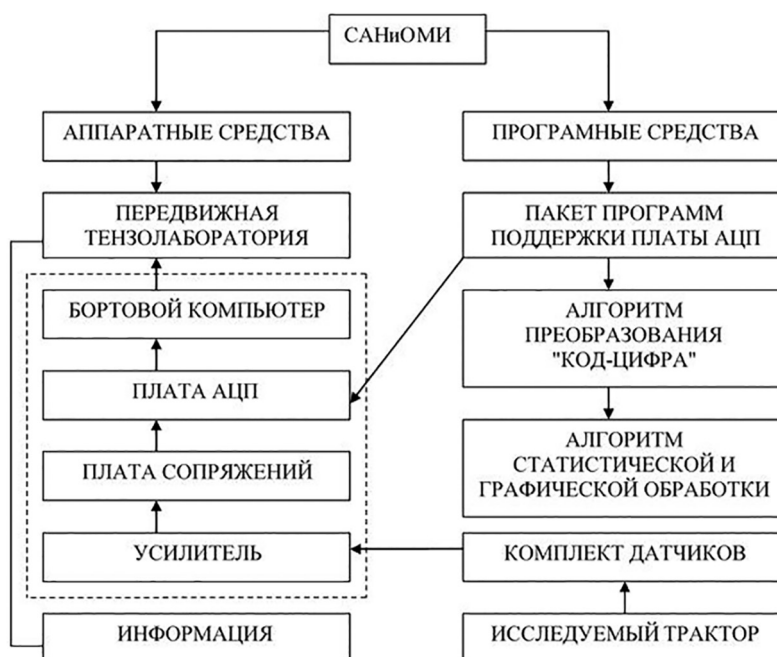 САНиОМИ
АППАРАТНЫЕ СРЕДСТВА
ПРОГРАМНЫЕ СРЕДСТВА
ПЕРЕДВИЖНАЯ
ТЕНЗОЛАБОРАТОРИЯ
ПАКЕТ ПРОГРАММ
ПОДДЕРЖКИ ПЛАТЫ АЦП
БОРТОВОЙ КОМПЬЮТЕР
АЛГОРИТМ
ПРЕОБРАЗОВАНИЯ
"КОД-ЦИФРА"
ПЛАТА АЦП
ПЛАТА СОПРЯЖЕНИЙ
АЛГОРИТМ
СТАТИСТИЧЕСКОЙ И
ГРАФИЧЕСКОЙ ОБРАБОТКИ
УСИЛИТЕЛЬ
КОМПЛЕКТ ДАТЧИКОВ
ИНФОРМАЦИЯ
ИССЛЕДУЕМЫЙ ТРАКТОР